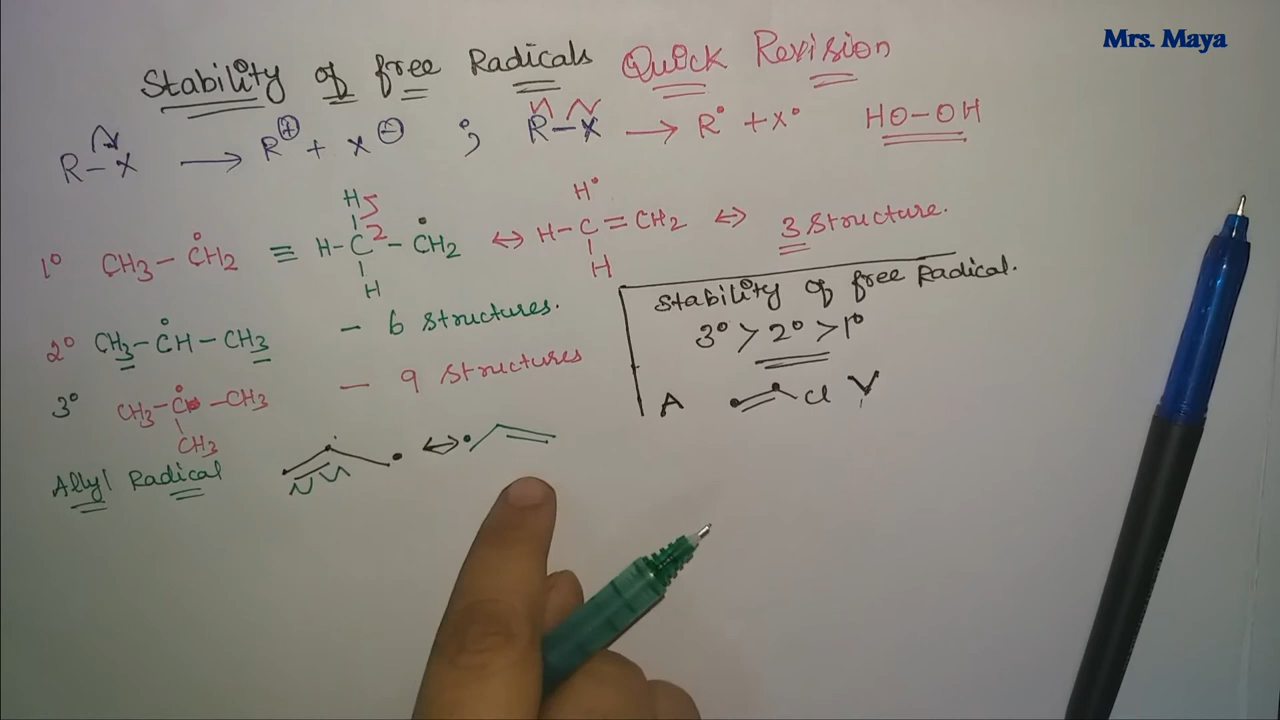 Mrs. Maya
Stability of free Radicals Quick Revision
R–X → R⊕ + X⊖ ; R–X → R• + X• HO–OH
1° CH3–ĊH2 ≡ H–C–ĊH2 ⇔ H–C=CH2 ⇔ 3 Structure.
H H•
H H
2° CH3–ĊH–CH3 – 6 Structures.
3° CH3–Ċ–CH3 – 9 Structures
CH3
Allyl Radical ⇔
Stability of free Radical.
3° > 2° > 1°
A Cl V